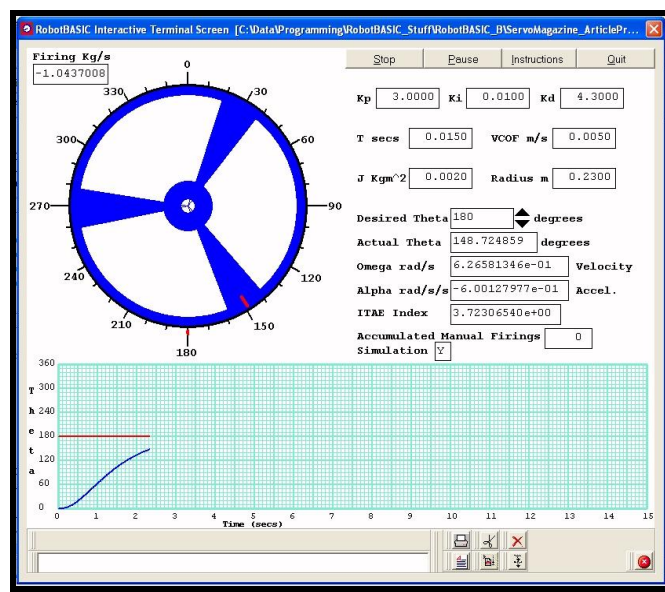 RobotBASIC Interactive Terminal Screen [C:\Data\Programming\RobotBASIC_Stuff\RobotBASIC_B\ServoMagazine_ArticlePr...
Firing Kg/s
-1.0437008
Stop Pause Instructions Quit
0
330 30
300 60
270 90
240 120
210 150
180
Kp 3.0000 Ki 0.0100 Kd 4.3000
T secs 0.0150 VCOF m/s 0.0050
J Kgm^2 0.0020 Radius m 0.2300
Desired Theta 180 degrees
Actual Theta 148.724859 degrees
Omega rad/s 6.26581346e-01 Velocity
Alpha rad/s/s -6.00127977e-01 Accel.
ITAE Index 3.72306540e+00
Accumulated Manual Firings 0
Simulation Y
Theta
360
300
240
180
120
60
0
0 1 2 3 4 5 6 7 8 9 10 11 12 13 14 15
Time (secs)